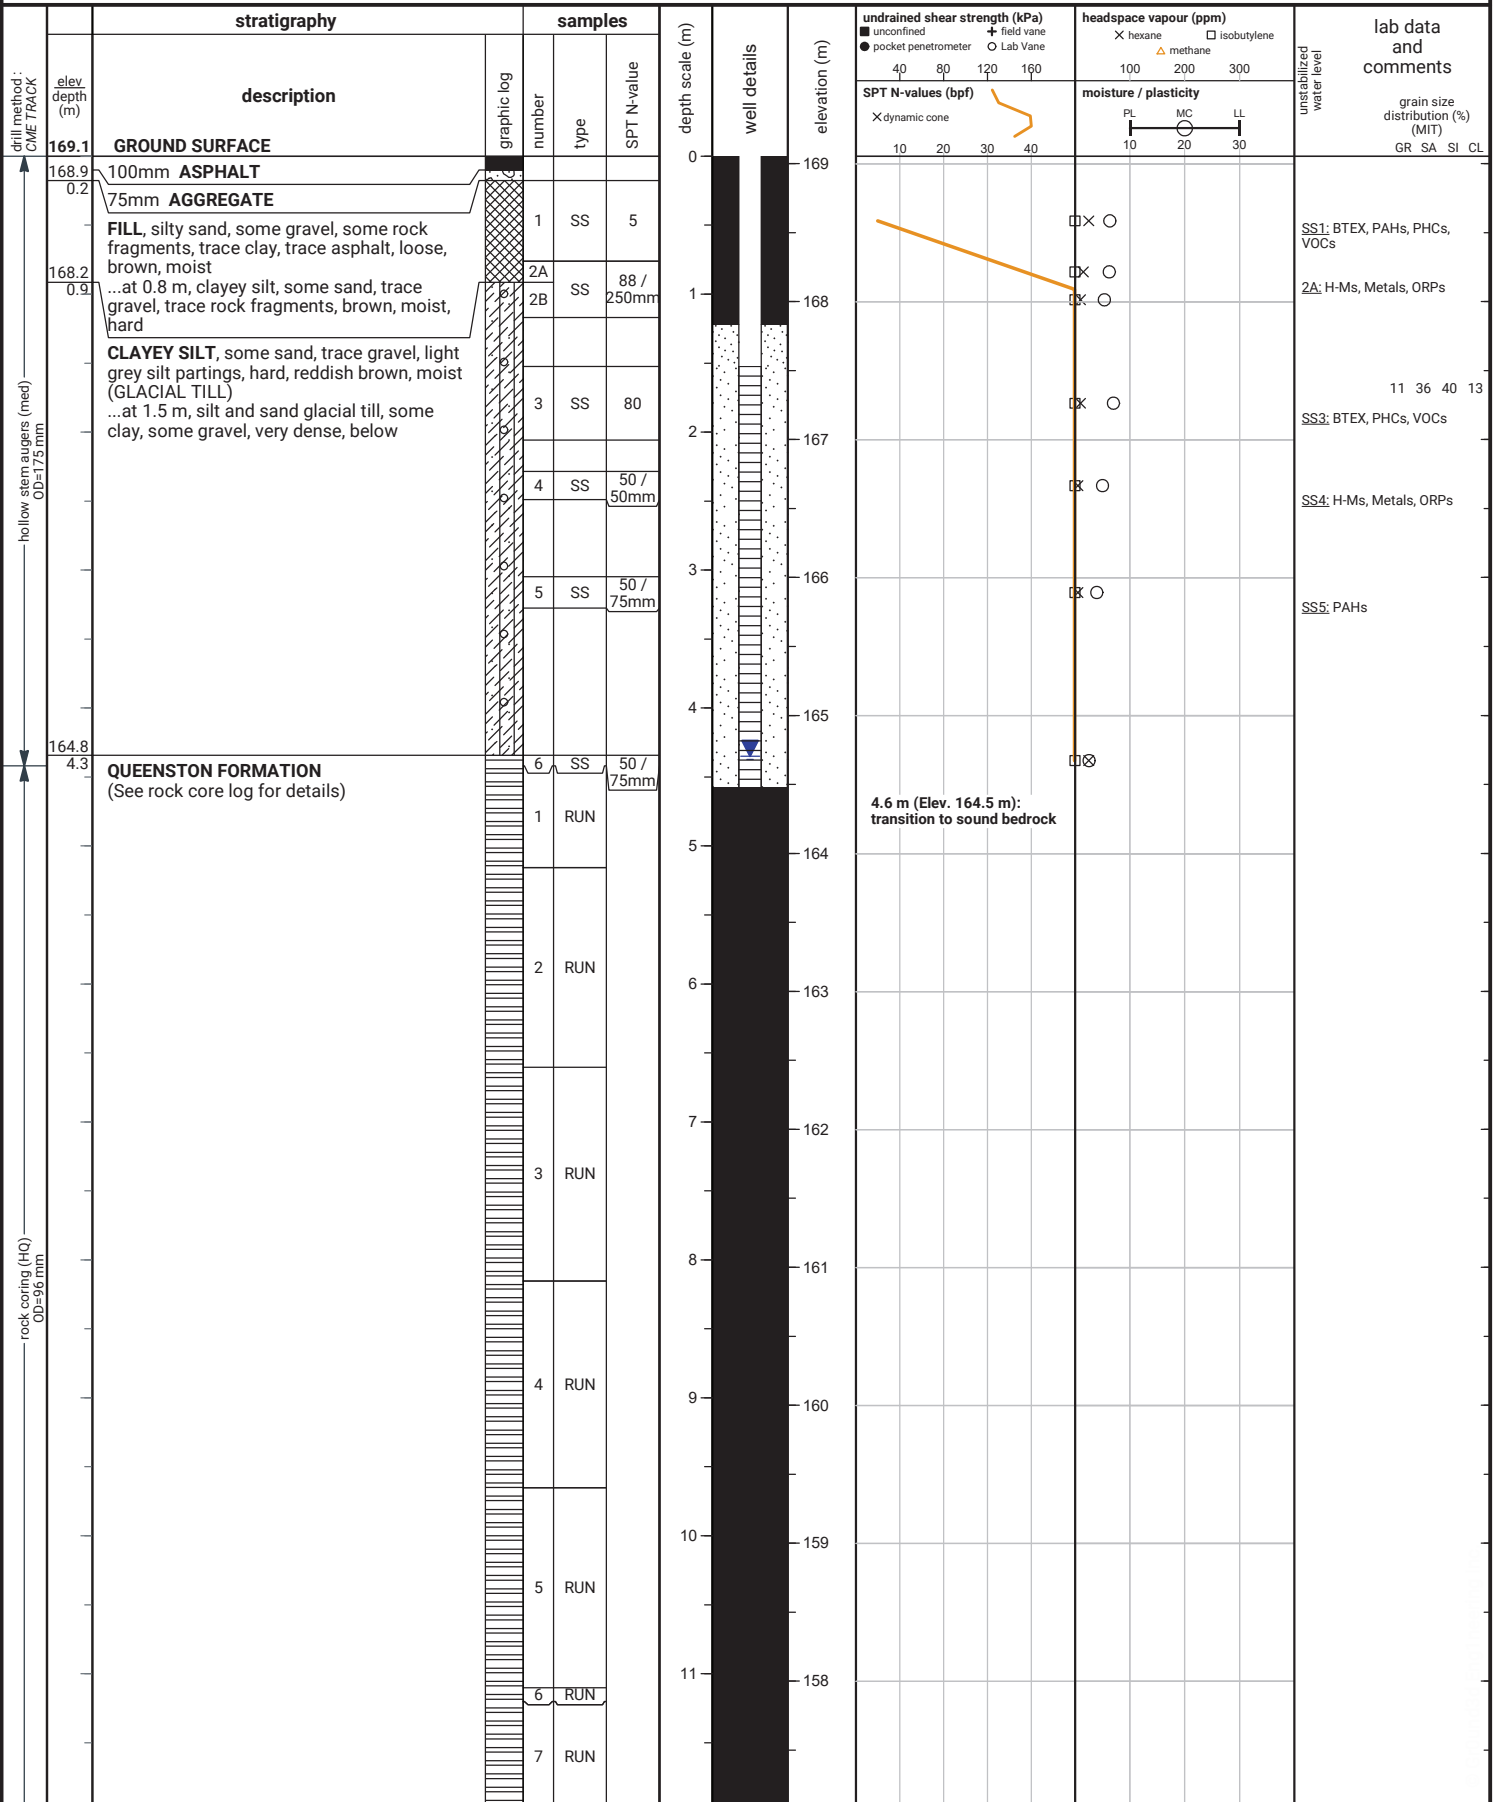 stratigraphy
samples
drill method :
CME TRACK
elev
depth
(m)
description
graphic log
number
type
SPT N-value
depth scale (m)
well details
elevation (m)
undrained shear strength (kPa)
unconfined
field vane
pocket penetrometer
Lab Vane
40 80 120 160
SPT N-values (bpf)
dynamic cone
10 20 30 40
headspace vapour (ppm)
hexane
isobutylene
methane
100 200 300
moisture / plasticity
PL MC LL
10 20 30
unstabilized
water level
lab data
and
comments
grain size
distribution (%)
(MIT)
GR SA SI CL
169.1 GROUND SURFACE
168.9
0.2
100mm ASPHALT
75mm AGGREGATE
FILL, silty sand, some gravel, some rock
fragments, trace clay, trace asphalt, loose,
brown, moist
168.2
0.9
...at 0.8 m, clayey silt, some sand, trace
gravel, trace rock fragments, brown, moist,
hard
CLAYEY SILT, some sand, trace gravel, light
grey silt partings, hard, reddish brown, moist
(GLACIAL TILL)
...at 1.5 m, silt and sand glacial till, some
clay, some gravel, very dense, below
164.8
4.3
QUEENSTON FORMATION
(See rock core log for details)
hollow stem augers (med)
OD=175 mm
rock coring (HQ)
OD=96 mm
1 SS 5
2A
2B
SS
88 /
250mm
3 SS 80
4 SS
50 /
50mm
5 SS
50 /
75mm
6 SS
50 /
75mm
1 RUN
2 RUN
3 RUN
4 RUN
5 RUN
6 RUN
7 RUN
0
1
2
3
4
5
6
7
8
9
10
11
169
168
167
166
165
164
163
162
161
160
159
158
4.6 m (Elev. 164.5 m):
transition to sound bedrock
SS1: BTEX, PAHs, PHCs,
VOCs
2A: H-Ms, Metals, ORPs
11 36 40 13
SS3: BTEX, PHCs, VOCs
SS4: H-Ms, Metals, ORPs
SS5: PAHs